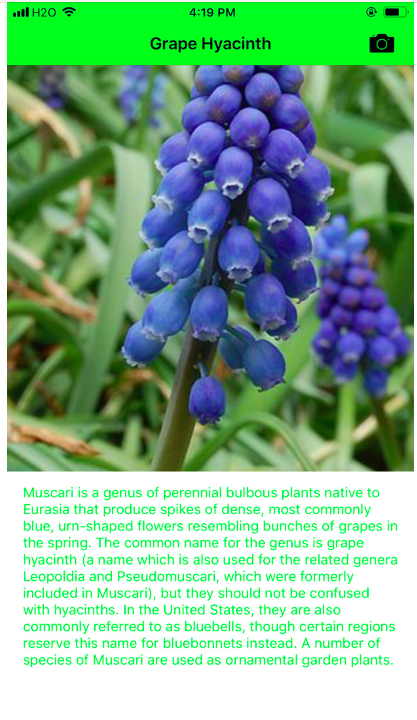 H2O 4:19 PM
Grape Hyacinth
Muscari is a genus of perennial bulbous plants native to
Eurasia that produce spikes of dense, most commonly
blue, urn-shaped flowers resembling bunches of grapes in
the spring. The common name for the genus is grape
hyacinth (a name which is also used for the related genera
Leopoldia and Pseudomuscari, which were formerly
included in Muscari), but they should not be confused
with hyacinths. In the United States, they are also
commonly referred to as bluebells, though certain regions
reserve this name for bluebonnets instead. A number of
species of Muscari are used as ornamental garden plants.